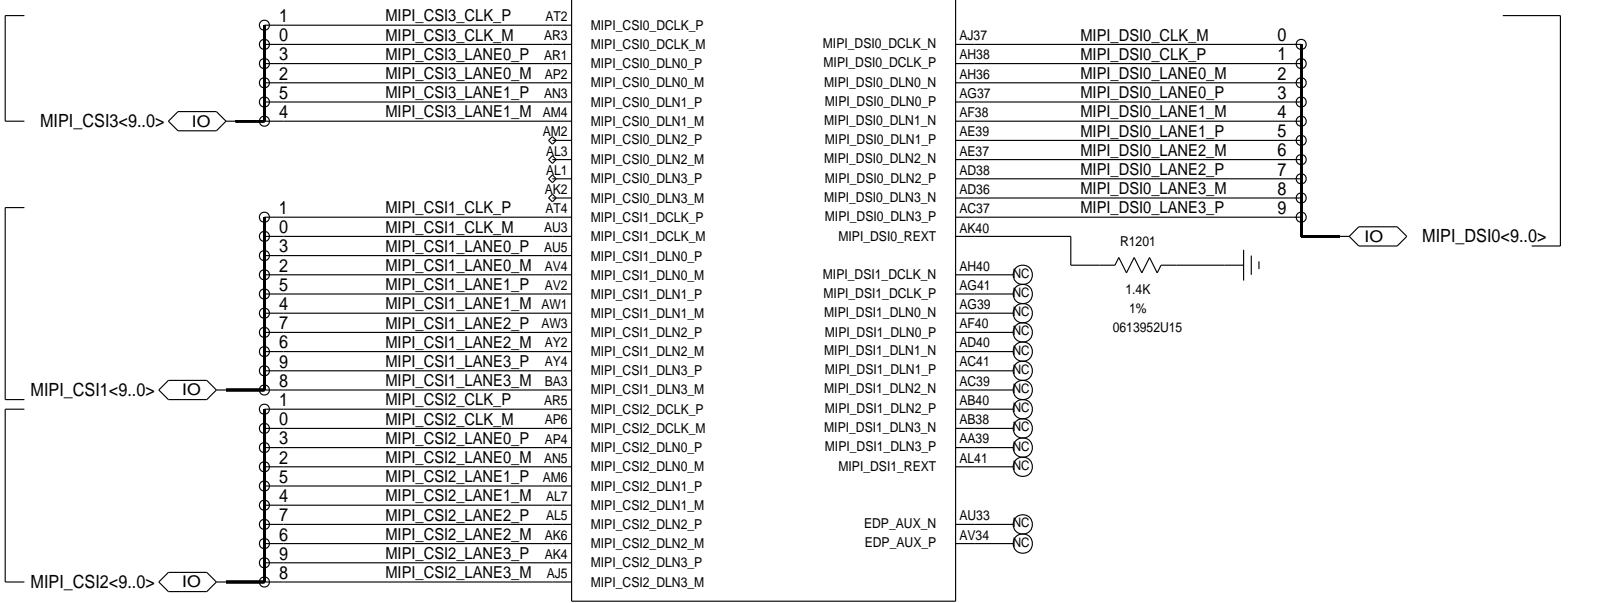 1 MIPI_CSI3_CLK_P AT2 MIPI_CSI0_DCLK_P
0 MIPI_CSI3_CLK_M AR3 MIPI_CSI0_DCLK_M
3 MIPI_CSI3_LANE0_P AR1 MIPI_CSI0_DLN0_P
2 MIPI_CSI3_LANE0_M AP2 MIPI_CSI0_DLN0_M
5 MIPI_CSI3_LANE1_P AN3 MIPI_CSI0_DLN1_P
4 MIPI_CSI3_LANE1_M AM4 MIPI_CSI0_DLN1_M
MIPI_CSI3<9..0> IO
AM2 MIPI_CSI0_DLN2_P
AL3 MIPI_CSI0_DLN2_M
AL1 MIPI_CSI0_DLN3_P
AK2 MIPI_CSI0_DLN3_M
1 MIPI_CSI1_CLK_P AT4 MIPI_CSI1_DCLK_P
0 MIPI_CSI1_CLK_M AU3 MIPI_CSI1_DCLK_M
3 MIPI_CSI1_LANE0_P AU5 MIPI_CSI1_DLN0_P
2 MIPI_CSI1_LANE0_M AV4 MIPI_CSI1_DLN0_M
5 MIPI_CSI1_LANE1_P AV2 MIPI_CSI1_DLN1_P
4 MIPI_CSI1_LANE1_M AW1 MIPI_CSI1_DLN1_M
7 MIPI_CSI1_LANE2_P AW3 MIPI_CSI1_DLN2_P
6 MIPI_CSI1_LANE2_M AY2 MIPI_CSI1_DLN2_M
9 MIPI_CSI1_LANE3_P AY4 MIPI_CSI1_DLN3_P
8 MIPI_CSI1_LANE3_M BA3 MIPI_CSI1_DLN3_M
MIPI_CSI1<9..0> IO
1 MIPI_CSI2_CLK_P AR5 MIPI_CSI2_DCLK_P
0 MIPI_CSI2_CLK_M AP6 MIPI_CSI2_DCLK_M
3 MIPI_CSI2_LANE0_P AP4 MIPI_CSI2_DLN0_P
2 MIPI_CSI2_LANE0_M AN5 MIPI_CSI2_DLN0_M
5 MIPI_CSI2_LANE1_P AM6 MIPI_CSI2_DLN1_P
4 MIPI_CSI2_LANE1_M AL7 MIPI_CSI2_DLN1_M
7 MIPI_CSI2_LANE2_P AL5 MIPI_CSI2_DLN2_P
6 MIPI_CSI2_LANE2_M AK6 MIPI_CSI2_DLN2_M
9 MIPI_CSI2_LANE3_P AK4 MIPI_CSI2_DLN3_P
8 MIPI_CSI2_LANE3_M AJ5 MIPI_CSI2_DLN3_M
MIPI_CSI2<9..0> IO
MIPI_DSI0_DCLK_N AJ37 MIPI_DSI0_CLK_M 0
MIPI_DSI0_DCLK_P AH38 MIPI_DSI0_CLK_P 1
MIPI_DSI0_DLN0_N AH36 MIPI_DSI0_LANE0_M 2
MIPI_DSI0_DLN0_P AG37 MIPI_DSI0_LANE0_P 3
MIPI_DSI0_DLN1_N AF38 MIPI_DSI0_LANE1_M 4
MIPI_DSI0_DLN1_P AE39 MIPI_DSI0_LANE1_P 5
MIPI_DSI0_DLN2_N AE37 MIPI_DSI0_LANE2_M 6
MIPI_DSI0_DLN2_P AD38 MIPI_DSI0_LANE2_P 7
MIPI_DSI0_DLN3_N AD36 MIPI_DSI0_LANE3_M 8
MIPI_DSI0_DLN3_P AC37 MIPI_DSI0_LANE3_P 9
MIPI_DSI0_REXT AK40
IO MIPI_DSI0<9..0>
R1201
1.4K
1%
0613952U15
MIPI_DSI1_DCLK_N AH40 NC
MIPI_DSI1_DCLK_P AG41 NC
MIPI_DSI1_DLN0_N AG39 NC
MIPI_DSI1_DLN0_P AF40 NC
MIPI_DSI1_DLN1_N AD40 NC
MIPI_DSI1_DLN1_P AC41 NC
MIPI_DSI1_DLN2_N AC39 NC
MIPI_DSI1_DLN2_P AB40 NC
MIPI_DSI1_DLN3_N AB38 NC
MIPI_DSI1_DLN3_P AA39 NC
MIPI_DSI1_REXT AL41 NC
EDP_AUX_N AU33 NC
EDP_AUX_P AV34 NC